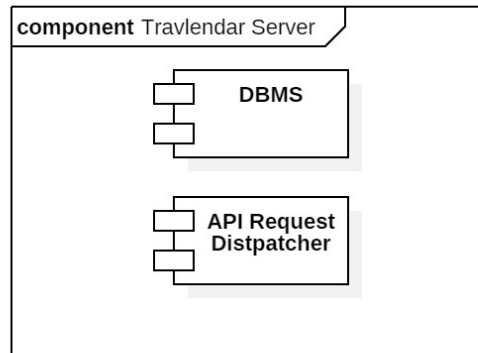 component Travlendar Server
DBMS
API Request
Distpatcher